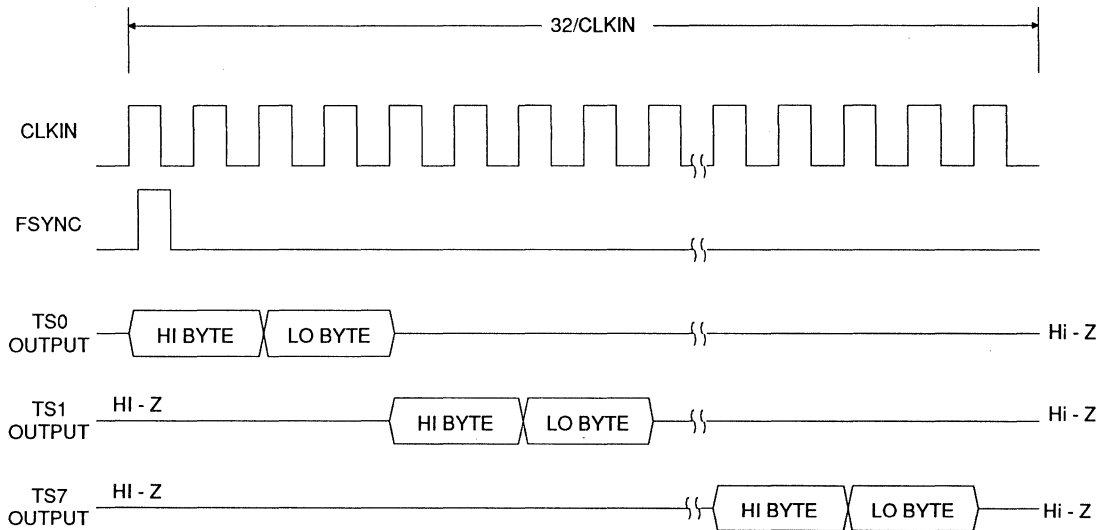 32/CLKIN
CLKIN
FSYNC
TS0
OUTPUT
HI BYTE
LO BYTE
Hi - Z
TS1
OUTPUT
HI - Z
HI BYTE
LO BYTE
Hi - Z
TS7
OUTPUT
HI - Z
HI BYTE
LO BYTE
Hi - Z